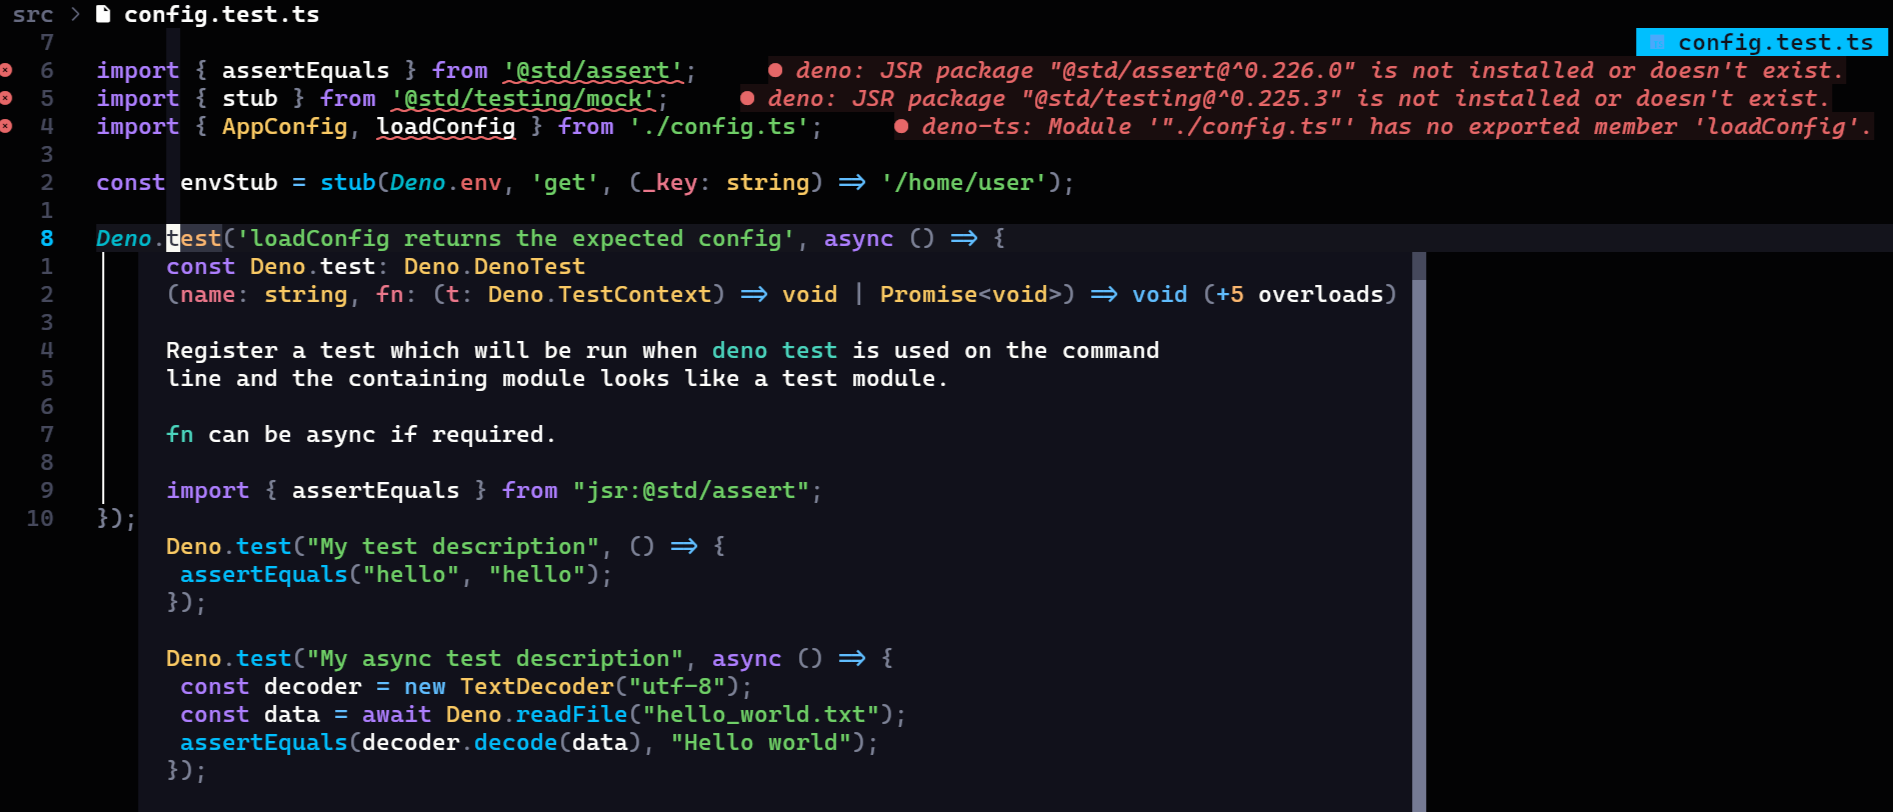 src > config.test.ts
7
config.test.ts
6 import { assertEquals } from '@std/assert'; ● deno: JSR package "@std/assert@^0.226.0" is not installed or doesn't exist.
5 import { stub } from '@std/testing/mock'; ● deno: JSR package "@std/testing@^0.225.3" is not installed or doesn't exist.
4 import { AppConfig, loadConfig } from './config.ts'; ● deno-ts: Module '"./config.ts"' has no exported member 'loadConfig'.
3
2 const envStub = stub(Deno.env, 'get', (_key: string) => '/home/user');
1
8 Deno.test('loadConfig returns the expected config', async () => {
1 const Deno.test: Deno.DenoTest
2 (name: string, fn: (t: Deno.TestContext) => void | Promise<void>) => void (+5 overloads)
3
4 Register a test which will be run when deno test is used on the command
5 line and the containing module looks like a test module.
6
7 fn can be async if required.
8
9 import { assertEquals } from "jsr:@std/assert";
10 });
Deno.test("My test description", () => {
assertEquals("hello", "hello");
});
Deno.test("My async test description", async () => {
const decoder = new TextDecoder("utf-8");
const data = await Deno.readFile("hello_world.txt");
assertEquals(decoder.decode(data), "Hello world");
});